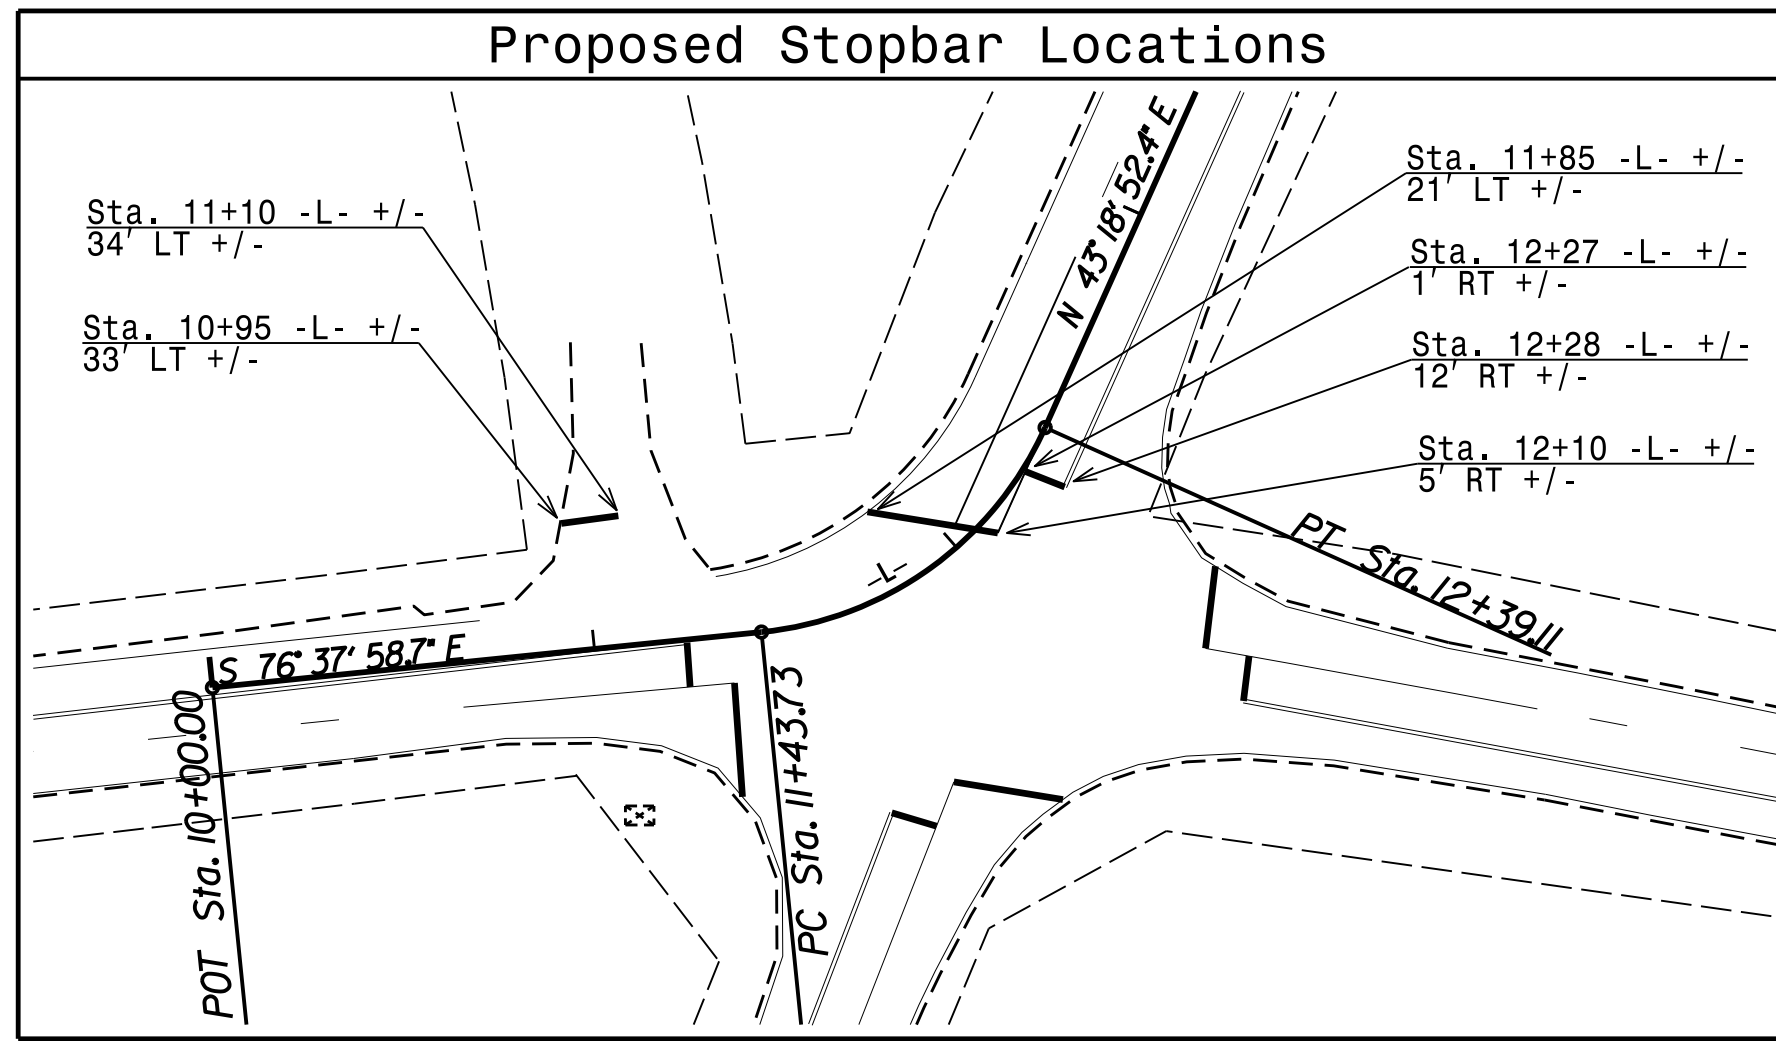 Proposed Stopbar Locations
Sta. 11+10 -L- +/-
34' LT +/-
Sta. 10+95 -L- +/-
33' LT +/-
Sta. 11+85 -L- +/-
21' LT +/-
Sta. 12+27 -L- +/-
1' RT +/-
Sta. 12+28 -L- +/-
12' RT +/-
Sta. 12+10 -L- +/-
5' RT +/-
N 43° 18' 52.4" E
PT Sta. 12+39.11
-L-
S 76° 37' 58.7" E
POT Sta. 10+00.00
PC Sta. 11+43.73